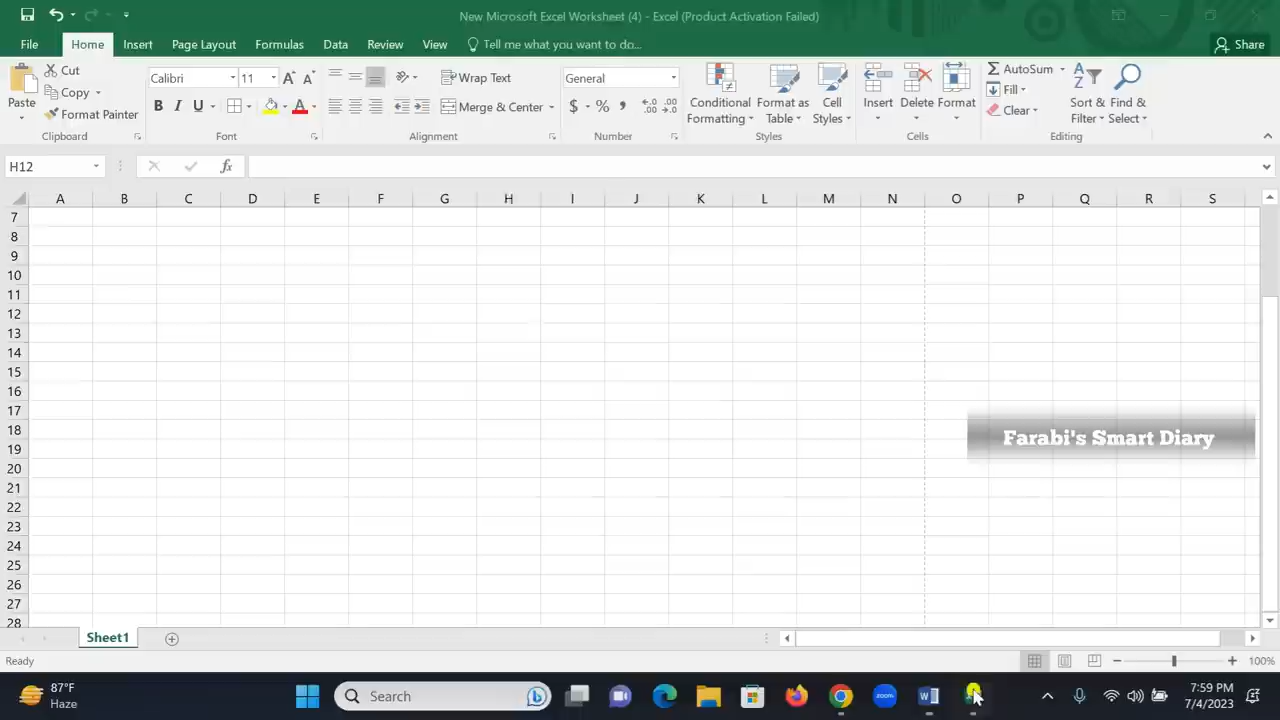 New Microsoft Excel Worksheet (4) - Excel (Product Activation Failed)
File Home Insert Page Layout Formulas Data Review View Tell me what you want to do... Share
Paste
Cut
Copy
Format Painter
Clipboard
Calibri 11
B I U A
Font
Wrap Text
Merge & Center
Alignment
General
$ % ,
Number
Conditional Formatting
Format as Table
Cell Styles
Styles
Insert Delete Format
Cells
AutoSum
Fill
Clear
Sort & Filter
Find & Select
Editing
H12
fx
A B C D E F G H I J K L M N O P Q R S
7
8
9
10
11
12
13
14
15
16
17
18
19
20
21
22
23
24
25
26
27
28
Farabi's Smart Diary
Sheet1
Ready
100%
87°F
Haze
Search
zoom
7:59 PM
7/4/2023